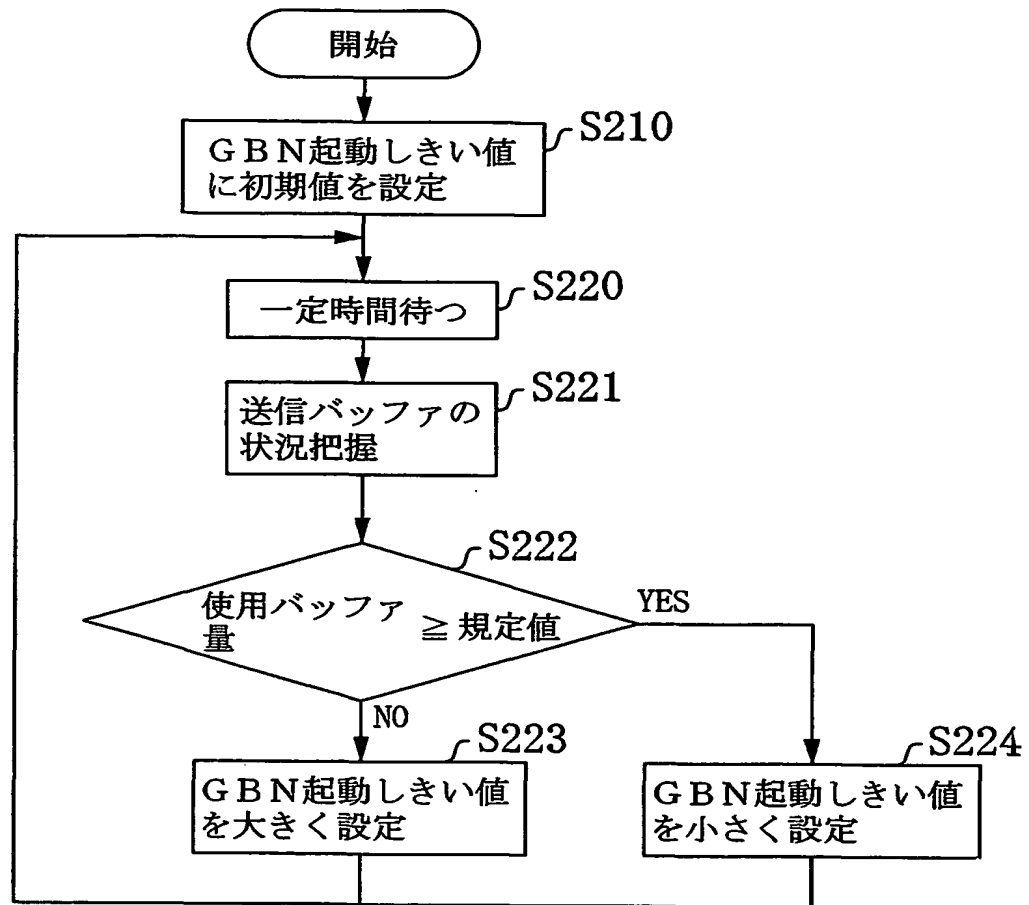 開始
S210
GBN起動しきい値
に初期値を設定
S220
一定時間待つ
S221
送信バッファの
状況把握
S222
使用バッファ
量
≧ 規定値
YES
NO
S223
GBN起動しきい値
を大きく設定
S224
GBN起動しきい値
を小さく設定